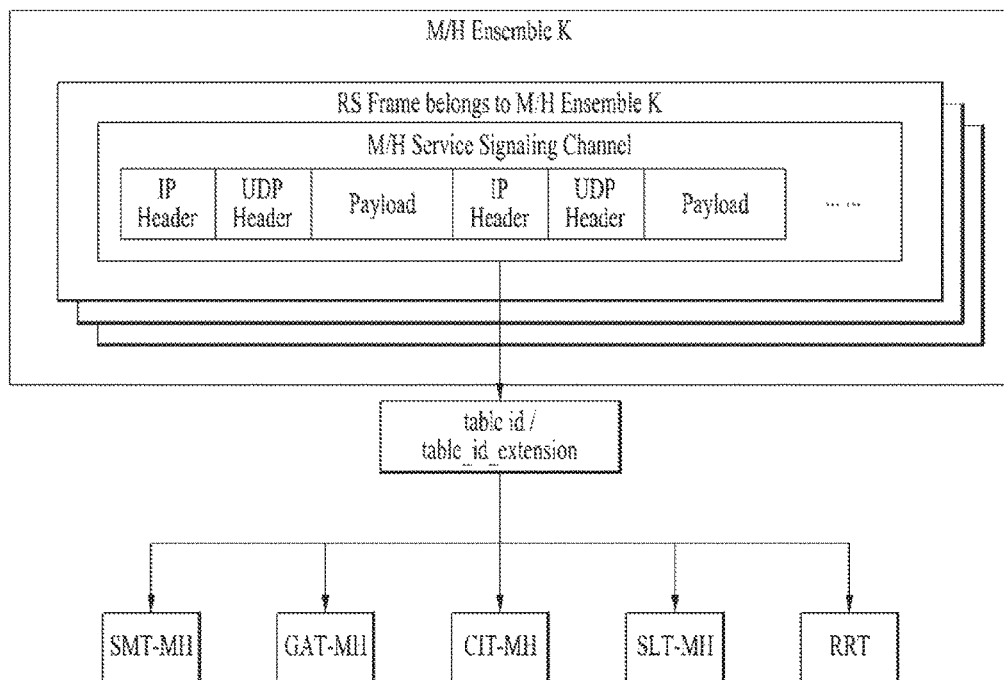 M/H Ensemble K
RS Frame belongs to M/H Ensemble K
M/H Service Signaling Channel
IP Header
UDP Header
Payload
IP Header
UDP Header
Payload
... ...
table id /
table_id_extension
SMT-MH
GAT-MH
CIT-MH
SLT-MH
RRT